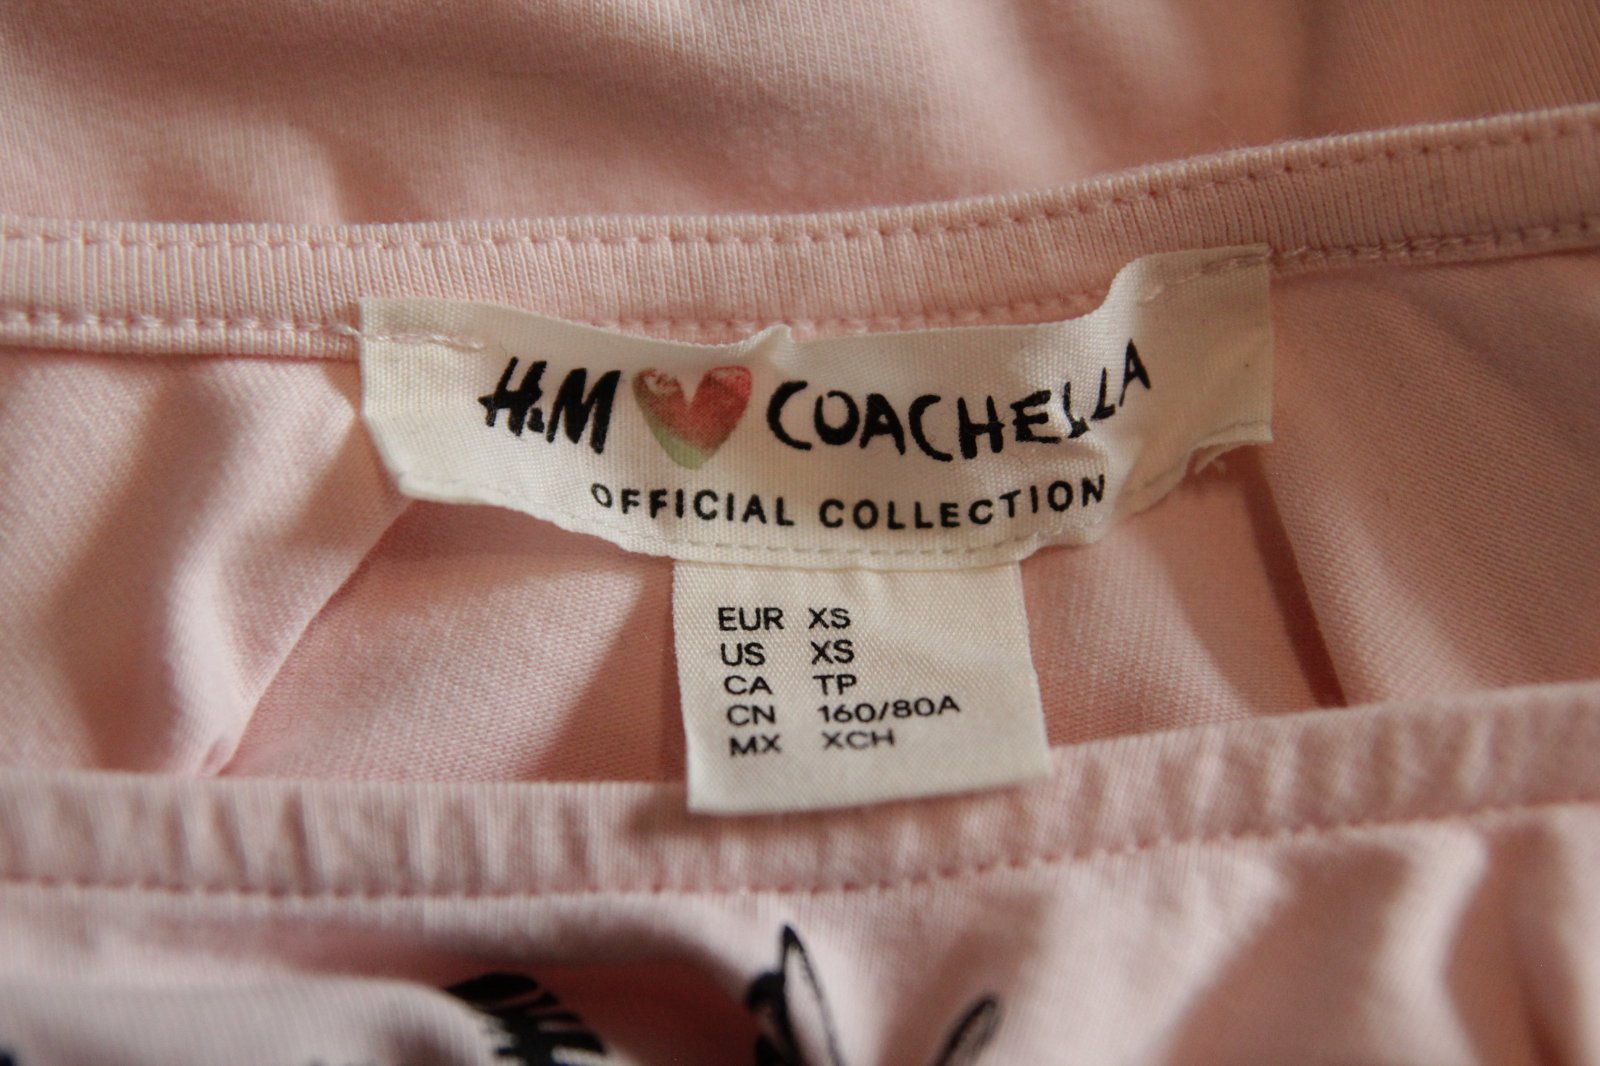 H&M COACHELLA
OFFICIAL COLLECTION
EUR XS
US XS
CA TP
CN 160/80A
MX XCH